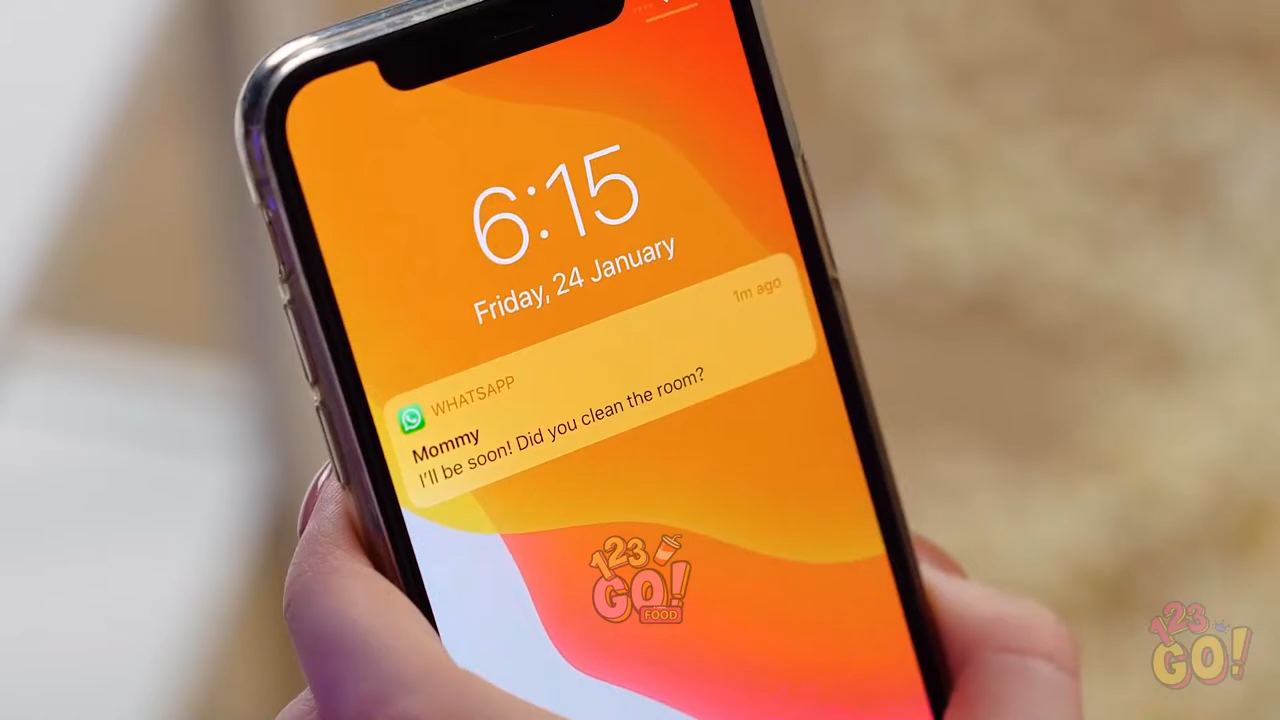 6:15
Friday, 24 January
WHATSAPP
1m ago
Mommy
I'll be soon! Did you clean the room?
123
GO!
FOOD
123
GO!